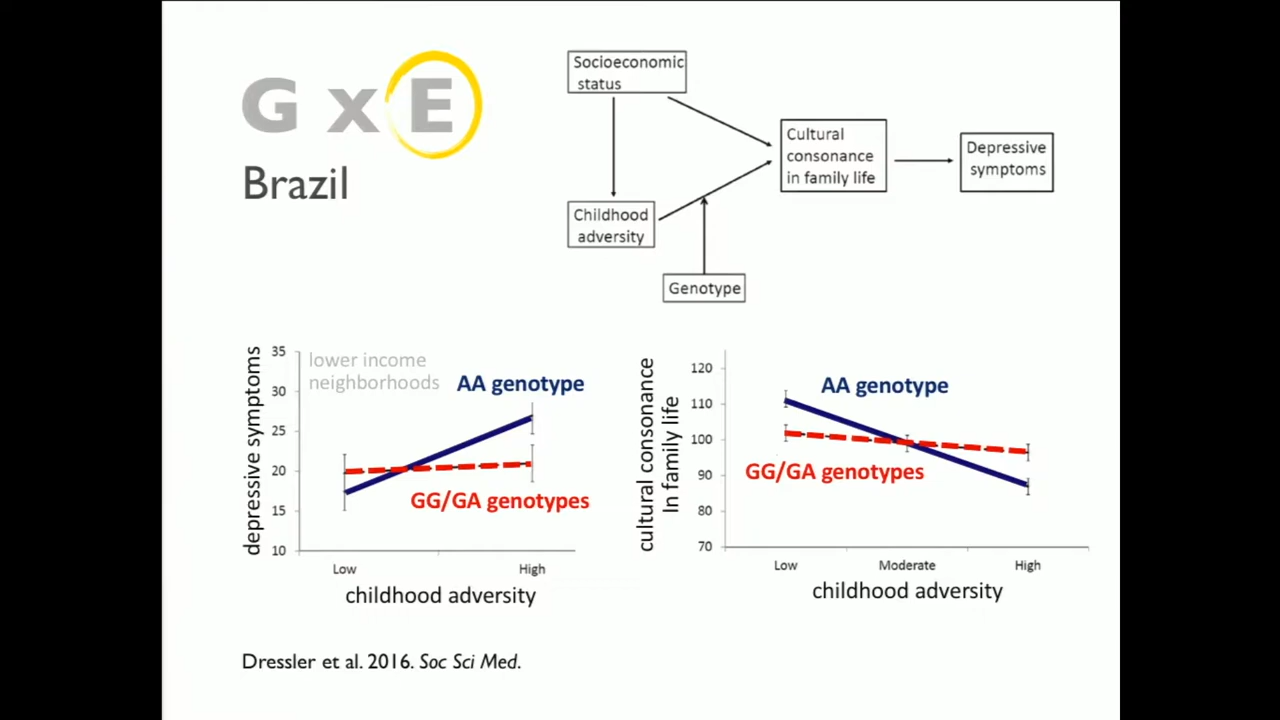 G x E
Brazil
Socioeconomic
status
Cultural
consonance
in family life
Depressive
symptoms
Childhood
adversity
Genotype
depressive symptoms
35
30
25
20
15
10
lower income
neighborhoods
AA genotype
GG/GA genotypes
Low
High
childhood adversity
cultural consonance
In family life
120
110
100
90
80
70
AA genotype
GG/GA genotypes
Low
Moderate
High
childhood adversity
Dressler et al. 2016. Soc Sci Med.